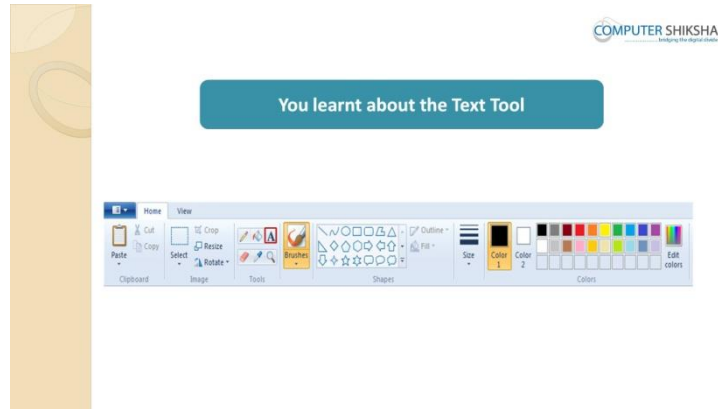 COMPUTER SHIKSHA
bridging the digital divide
You learnt about the Text Tool
Home View
Cut
Copy
Paste
Clipboard
Crop
Resize
Rotate
Select
Image
A
Tools
Brushes
Outline
Fill
Shapes
Size
Color 1
Color 2
Edit colors
Colors